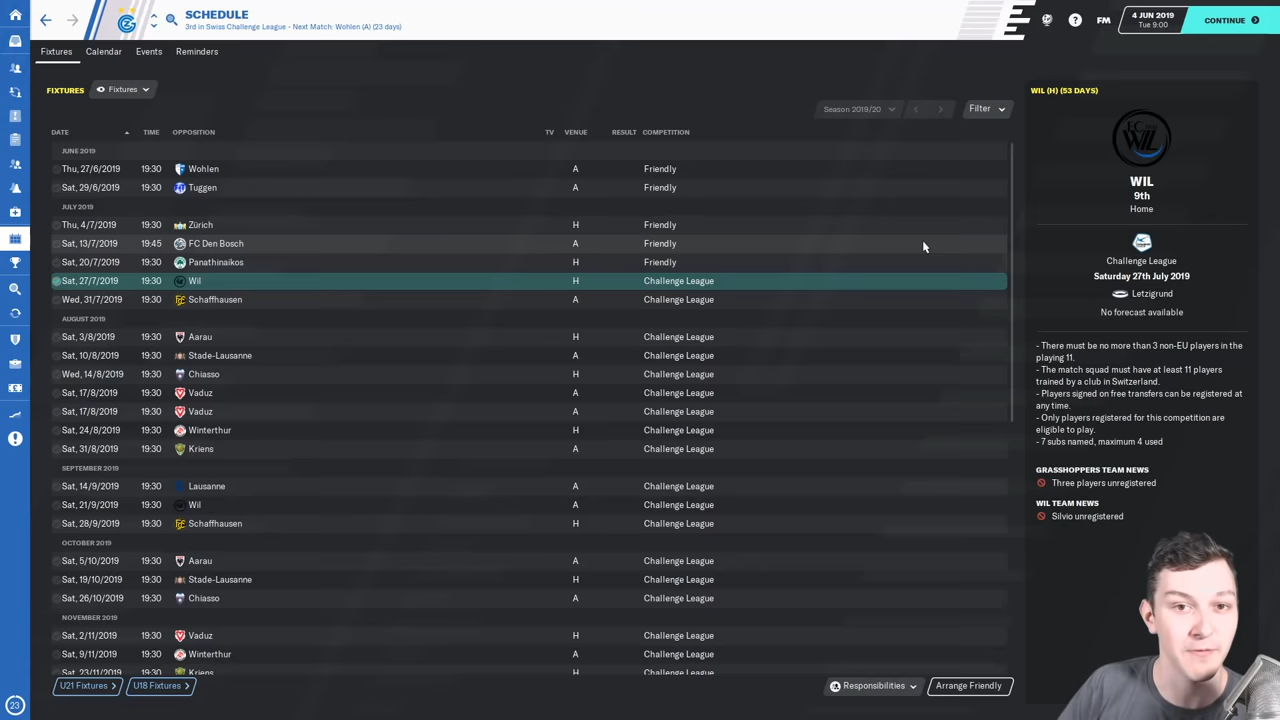 SCHEDULE
3rd in Swiss Challenge League - Next Match: Wohlen (A) (23 days)
FM
4 JUN 2019
Tue 9:00
CONTINUE
Fixtures Calendar Events Reminders
FIXTURES Fixtures
Season 2019/20 Filter
DATE TIME OPPOSITION TV VENUE RESULT COMPETITION
JUNE 2019
Thu, 27/6/2019 19:30 Wohlen A Friendly
Sat, 29/6/2019 19:30 Tuggen A Friendly
JULY 2019
Thu, 4/7/2019 19:30 Zürich H Friendly
Sat, 13/7/2019 19:45 FC Den Bosch A Friendly
Sat, 20/7/2019 19:30 Panathinaikos H Friendly
Sat, 27/7/2019 19:30 Wil H Challenge League
Wed, 31/7/2019 19:30 Schaffhausen A Challenge League
AUGUST 2019
Sat, 3/8/2019 19:30 Aarau H Challenge League
Sat, 10/8/2019 19:30 Stade-Lausanne A Challenge League
Wed, 14/8/2019 19:30 Chiasso H Challenge League
Sat, 17/8/2019 19:30 Vaduz A Challenge League
Sat, 17/8/2019 19:30 Vaduz A Challenge League
Sat, 24/8/2019 19:30 Winterthur H Challenge League
Sat, 31/8/2019 19:30 Kriens A Challenge League
SEPTEMBER 2019
Sat, 14/9/2019 19:30 Lausanne A Challenge League
Sat, 21/9/2019 19:30 Wil A Challenge League
Sat, 28/9/2019 19:30 Schaffhausen H Challenge League
OCTOBER 2019
Sat, 5/10/2019 19:30 Aarau A Challenge League
Sat, 19/10/2019 19:30 Stade-Lausanne H Challenge League
Sat, 26/10/2019 19:30 Chiasso A Challenge League
NOVEMBER 2019
Sat, 2/11/2019 19:30 Vaduz H Challenge League
Sat, 9/11/2019 19:30 Winterthur A Challenge League
Sat, 23/11/2019 19:30 Kriens H Challenge League
U21 Fixtures U18 Fixtures Responsibilities Arrange Friendly
23
WIL (H) (53 DAYS)
WIL
WIL
9th
Home
Challenge League
Saturday 27th July 2019
Letzigrund
No forecast available
- There must be no more than 3 non-EU players in the
playing 11.
- The match squad must have at least 11 players
trained by a club in Switzerland.
- Players signed on free transfers can be registered at
any time.
- Only players registered for this competition are
eligible to play.
- 7 subs named, maximum 4 used
GRASSHOPPERS TEAM NEWS
Three players unregistered
WIL TEAM NEWS
Silvio unregistered